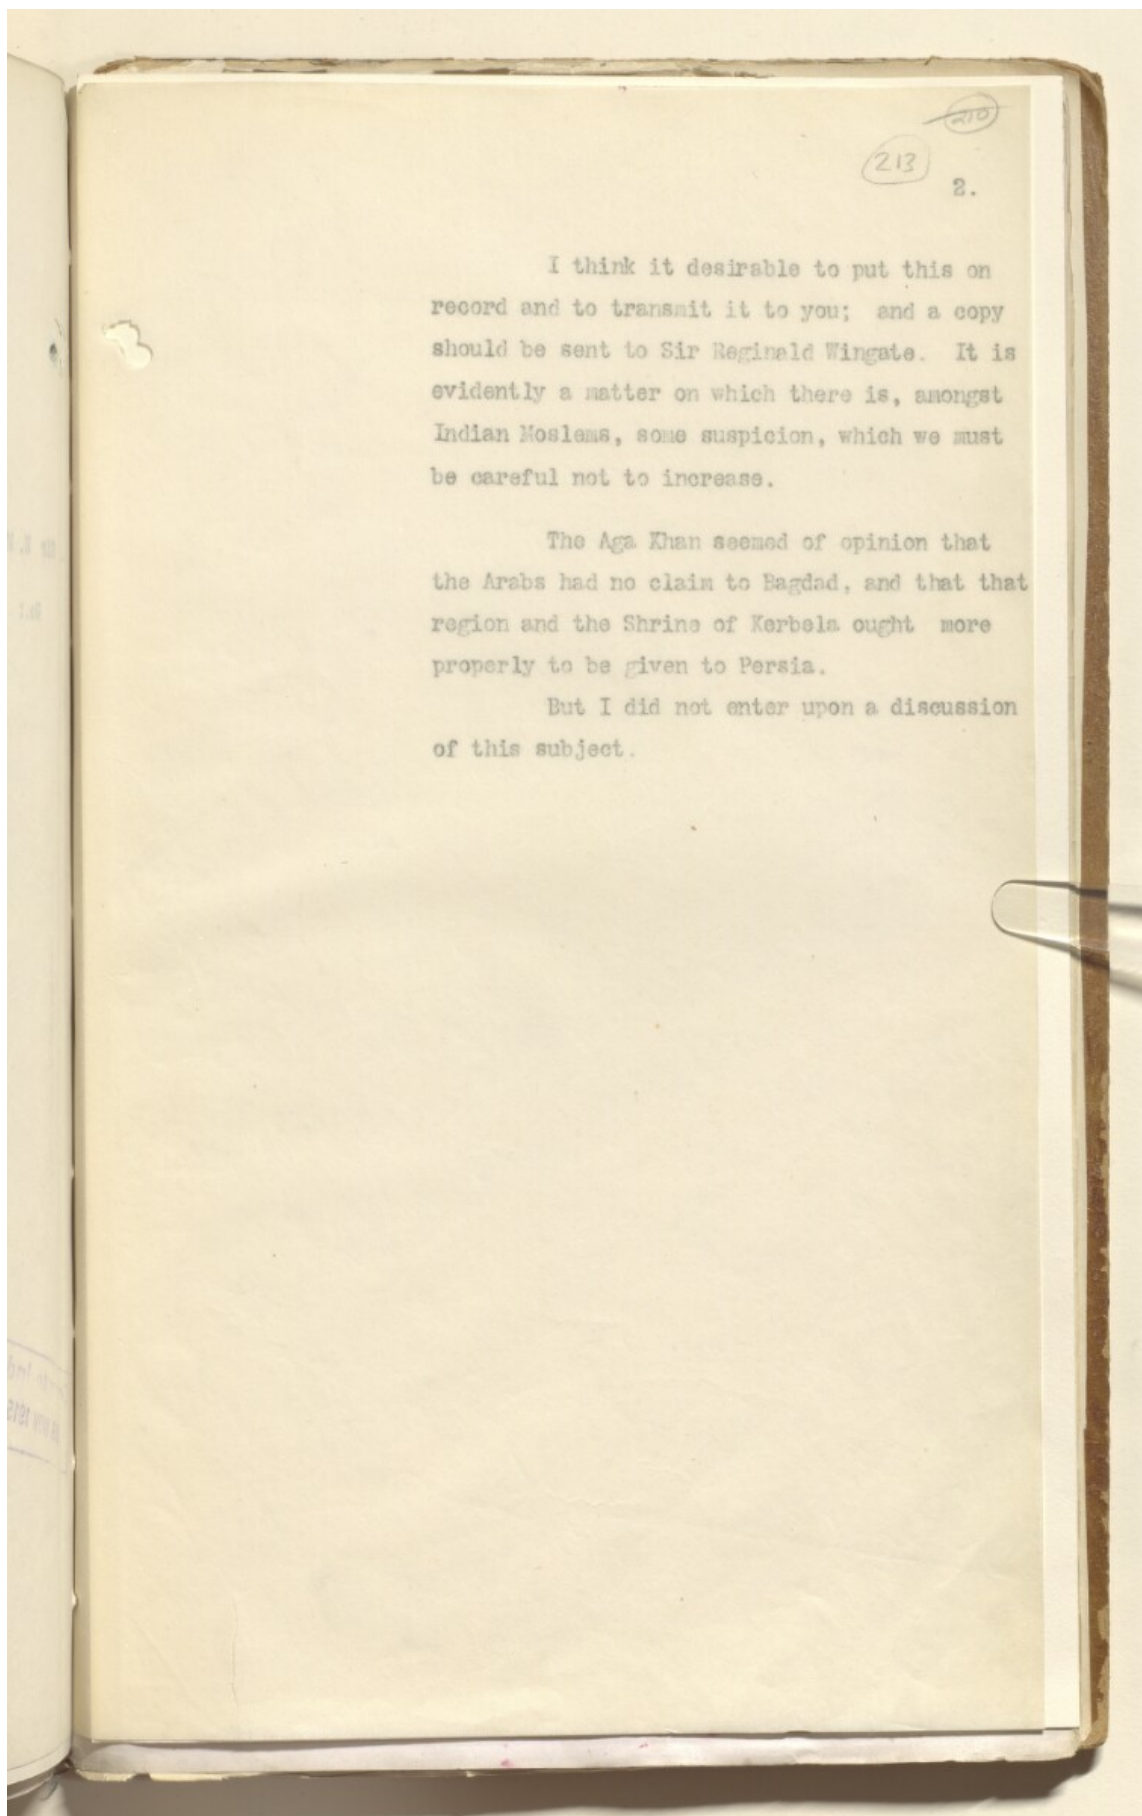 210
213
2.
I think it desirable to put this on
record and to transmit it to you; and a copy
should be sent to Sir Reginald Wingate. It is
evidently a matter on which there is, amongst
Indian Moslems, some suspicion, which we must
be careful not to increase.
The Aga Khan seemed of opinion that
the Arabs had no claim to Bagdad, and that that
region and the Shrine of Kerbela ought more
properly to be given to Persia.
But I did not enter upon a discussion
of this subject.